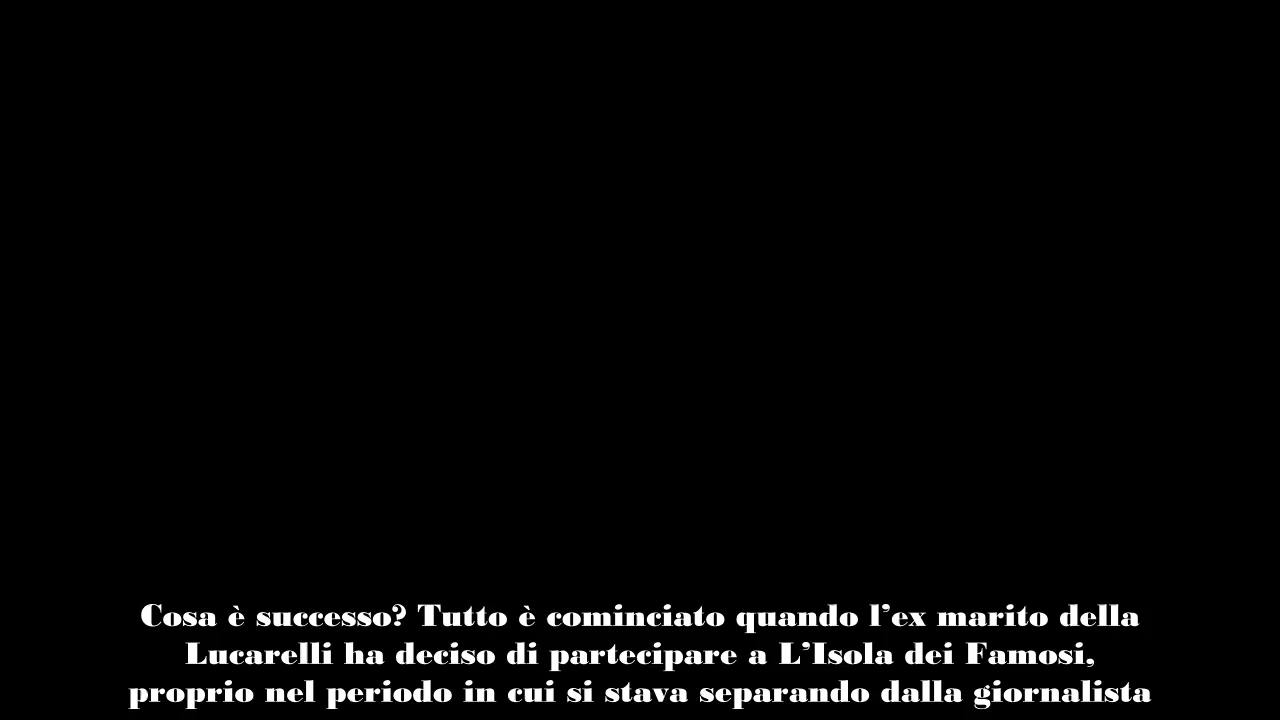 Cosa è successo? Tutto è cominciato quando l’ex marito della
Lucarelli ha deciso di partecipare a L’Isola dei Famosi,
proprio nel periodo in cui si stava separando dalla giornalista